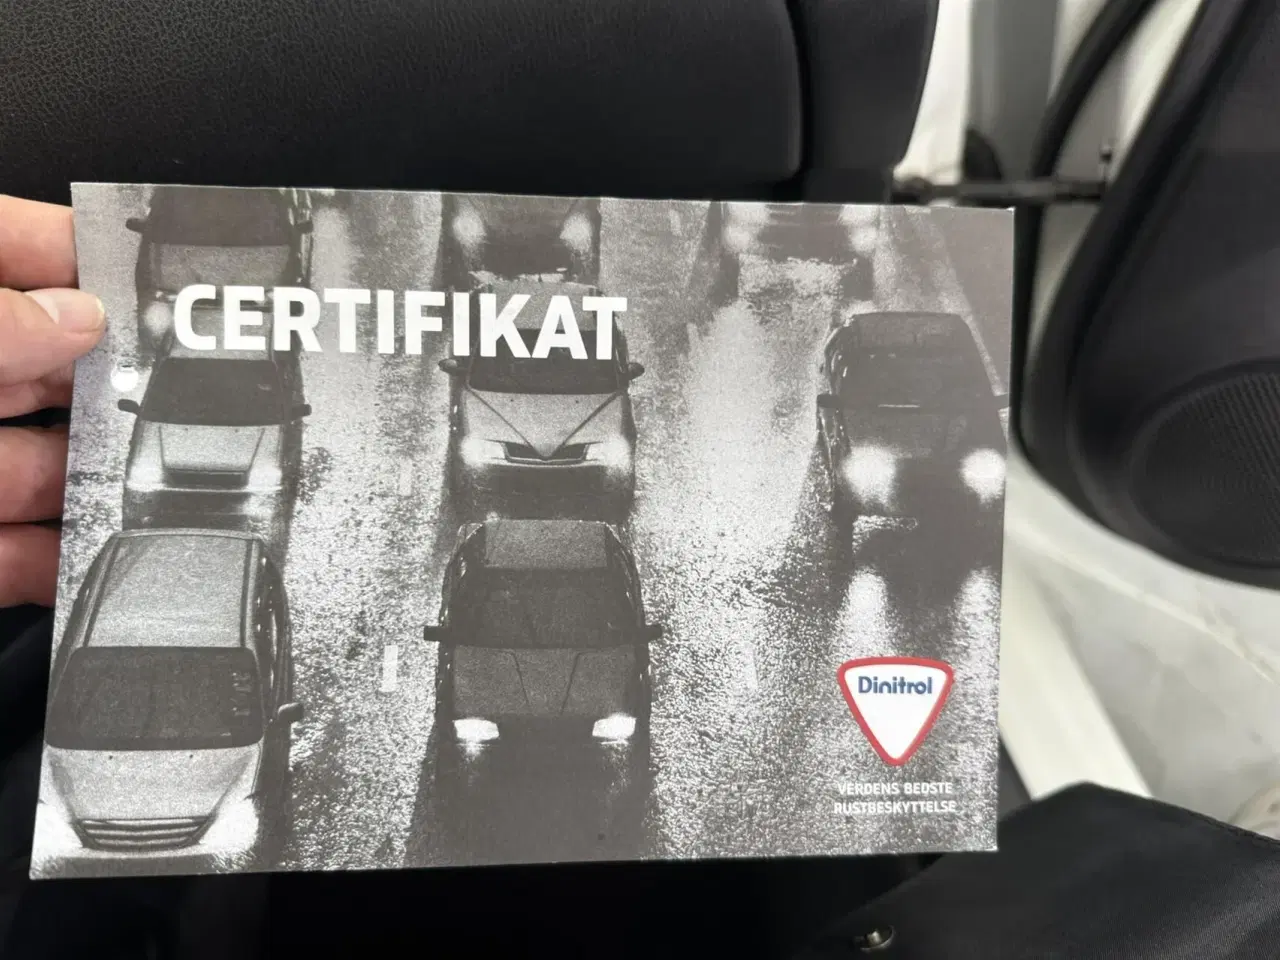 CERTIFIKAT
Dinitrol
VERDENS BEDSTE
RUSTBESKYTTELSE